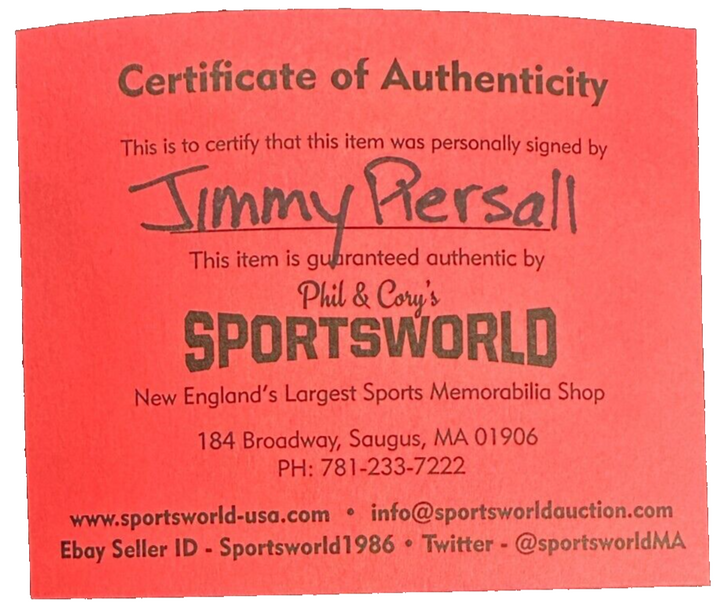 Certificate of Authenticity
This is to certify that this item was personally signed by
Jimmy Piersall
This item is guaranteed authentic by
Phil & Cory's
SPORTSWORLD
New England's Largest Sports Memorabilia Shop
184 Broadway, Saugus, MA 01906
PH: 781-233-7222
www.sportsworld-usa.com • info@sportsworldauction.com
Ebay Seller ID - Sportsworld1986 • Twitter - @sportsworldMA